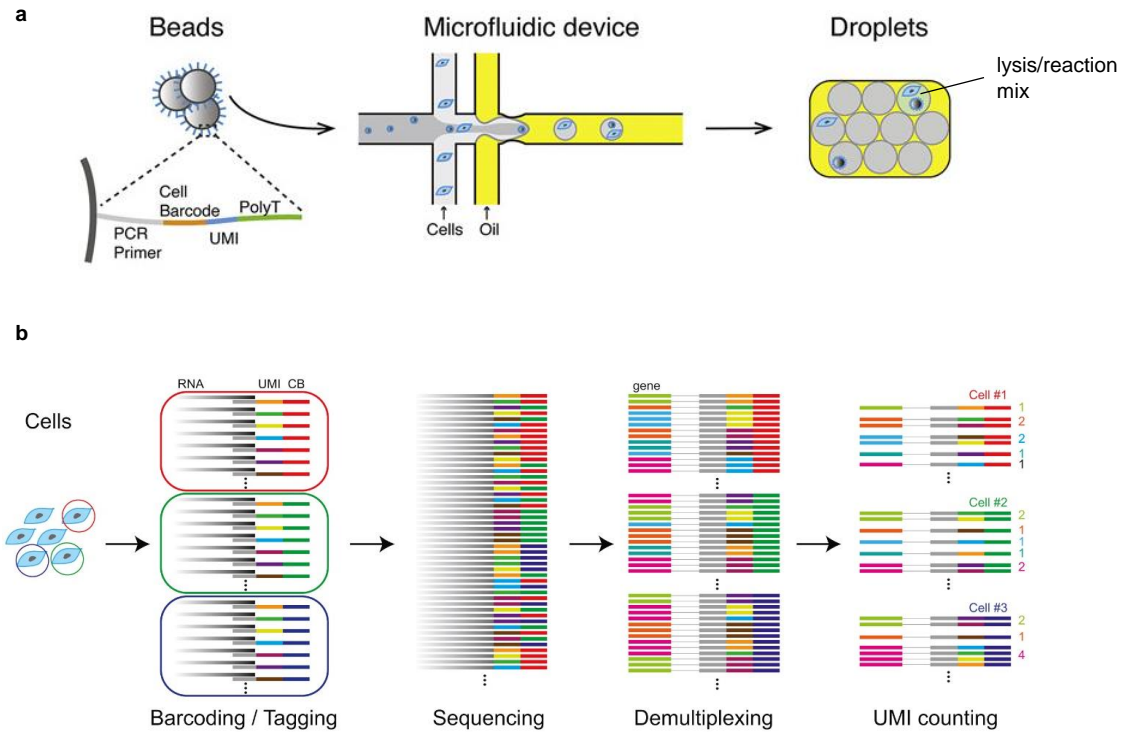 a
Beads
Microfluidic device
Droplets
lysis/reaction
mix
Cell
Barcode
PolyT
PCR
Primer
UMI
Cells
Oil
b
Cells
RNA
UMI
CB
gene
Cell #1
1
2
2
1
1
Cell #2
2
1
1
1
2
Cell #3
2
1
4
Barcoding / Tagging
Sequencing
Demultiplexing
UMI counting